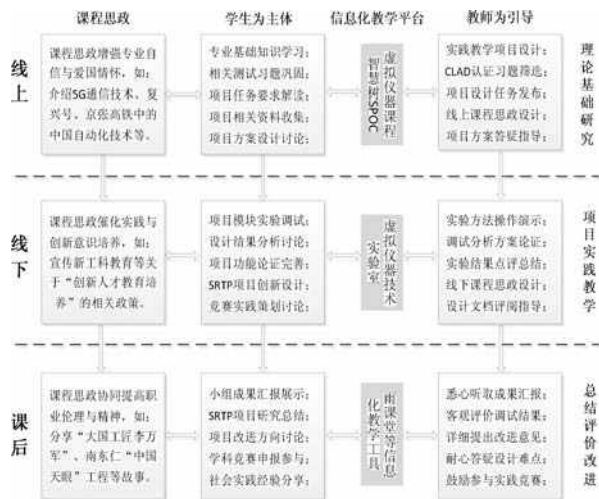 课程思政 学生为主体 信息化教学平台 教师为引导
线上
课程思政增强专业自
信与爱国情怀,如:
介绍5G通信技术、复
兴号、京张高铁中的
中国自动化技术等。
专业基础知识学习;
相关测试习题巩固;
项目任务要求解读;
项目相关资料收集;
项目方案设计讨论;
虚拟仪器课程
智慧树SPOC
实践教学项目设计;
CLAD认证习题筛选;
项目设计任务发布;
线上课程思政设计;
项目方案答疑指导;
理论基础研究
线下
课程思政催化实践与
创新意识培养,如:
宣传新工科教育等关
于“创新人才教育培
养”的相关政策。
项目模块实验调试;
设计结果分析讨论;
项目功能论证完善;
SRTP项目创新设计;
竞赛实践策划讨论;
虚拟仪器技术
实验室
实验方法操作演示;
调试分析方案论证;
实验结果点评总结;
线下课程思政设计;
设计文档评阅指导;
项目实践教学
课后
课程思政协同提高职
业伦理与精神,如:
分享“大国工匠李万
军”、南东仁“中国
天眼”工程等故事。
小组成果汇报展示;
SRTP项目研究总结;
项目改进方向讨论;
学科竞赛申报参与;
社会实践经验分享;
雨课堂等信息
化教学工具
悉心听取成果汇报;
客观评价调试结果;
详细提出改进意见;
耐心答疑设计难点;
鼓励参与实践竞赛;
总结评价改进